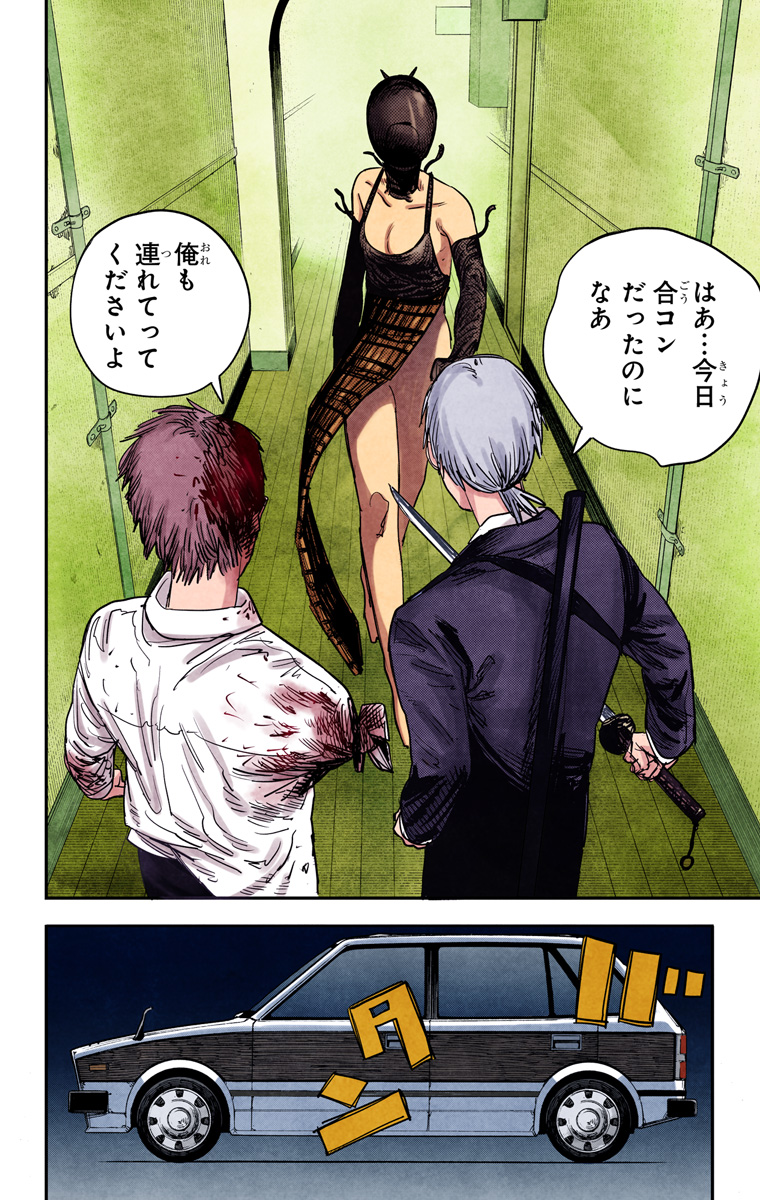 はあ…今日
合コン
だったのに
なあ
俺も
連れてって
くださいよ
バタン